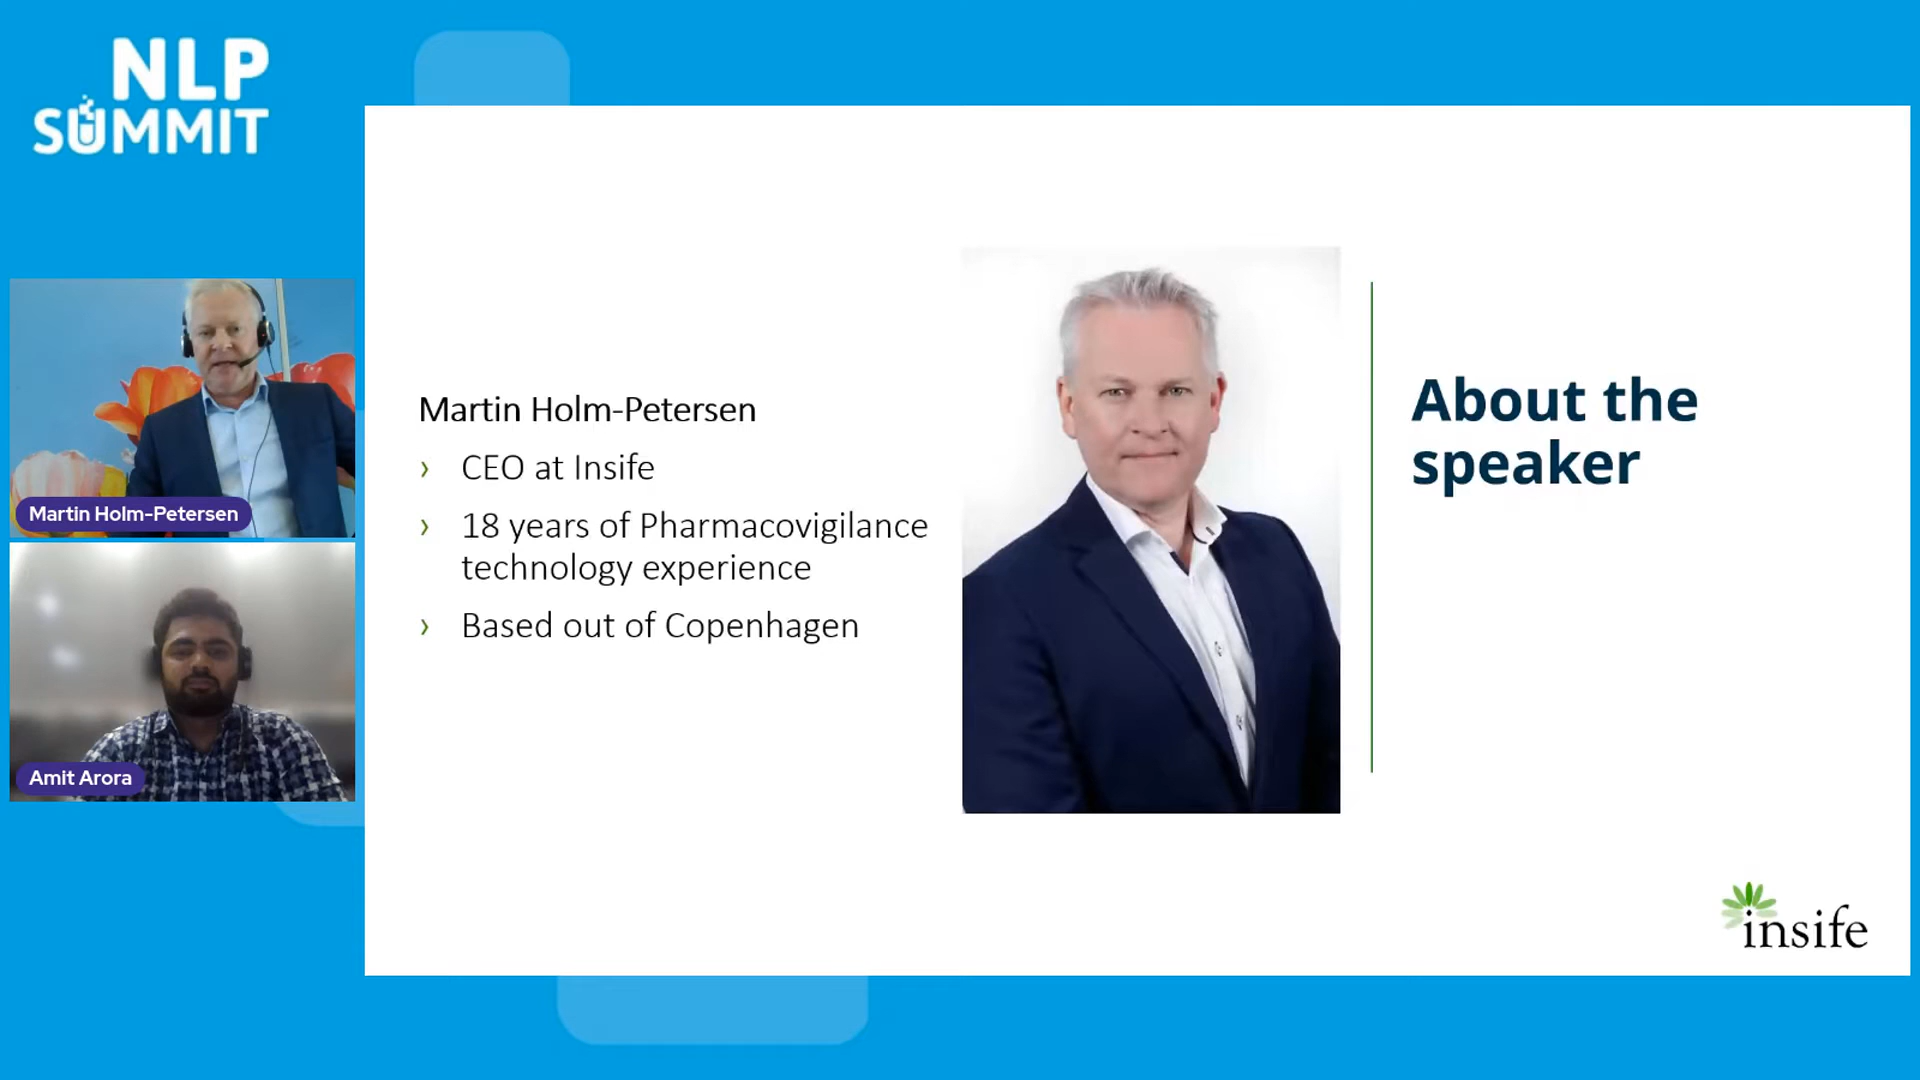 NLP
SUMMIT
Martin Holm-Petersen
Amit Arora
Martin Holm-Petersen
› CEO at Insife
› 18 years of Pharmacovigilance
technology experience
› Based out of Copenhagen
About the
speaker
insife